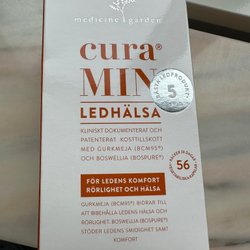 medicine garden
cura®
MIN
LEDHÄLSA
KLINISKT DOKUMENTERAT OCH
PATENTERAT KOSTTILLSKOTT
MED GURKMEJA (BCM95®)
OCH BOSWELLIA (BOSPURE®)
5
56
FÖR LEDENS KOMFORT
RÖRLIGHET OCH HÄLSA
GURKMEJA (BCM95®) BIDRAR TILL
ATT BIBEHÅLLA LEDENS HÄLSA OCH
RÖRLIGHET. BOSWELLIA (BOSPURE®)
STÖDER LEDENS SMIDIGHET SAMT
KOMFORT